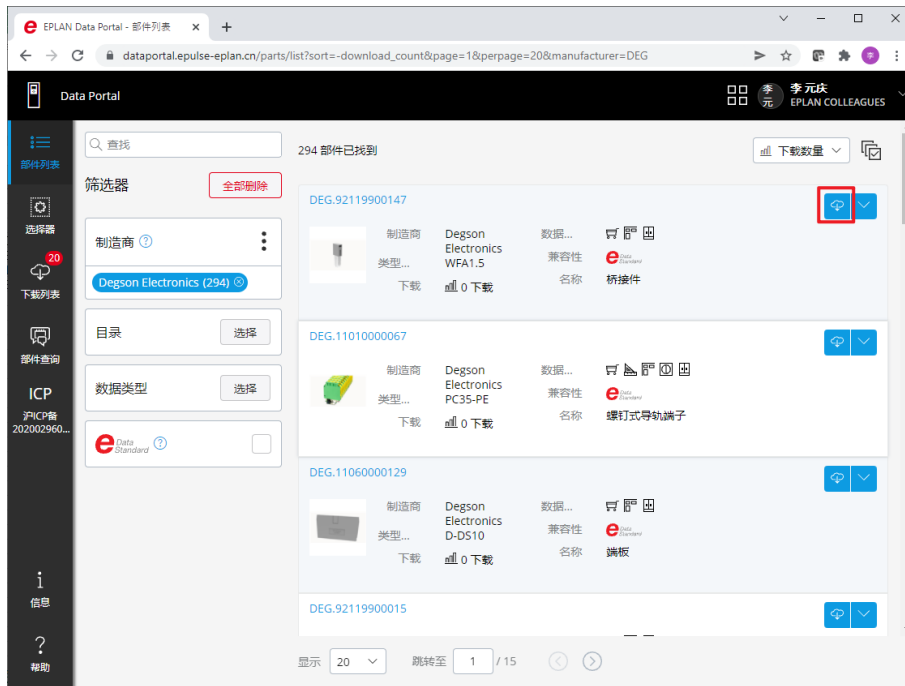 EPLAN Data Portal - 部件列表
dataportal.epulse-eplan.cn/parts/list?sort=-download_count&page=1&perpage=20&manufacturer=DEG
李
Data Portal
李元
李 元庆
EPLAN COLLEAGUES
部件列表
选择器
20
下载列表
部件查询
ICP
沪ICP备
202002960...
信息
帮助
查找
筛选器
全部删除
制造商
Degson Electronics (294)
目录
选择
数据类型
选择
e Data Standard
294 部件已找到
下载数量
DEG.92119900147
制造商 Degson Electronics 数据...
类型... WFA1.5 兼容性 e Data Standard
下载 0 下载 名称 桥接件
DEG.11010000067
制造商 Degson Electronics 数据...
类型... PC35-PE 兼容性 e Data Standard
下载 0 下载 名称 螺钉式导轨端子
DEG.11060000129
制造商 Degson Electronics 数据...
类型... D-DS10 兼容性 e Data Standard
下载 0 下载 名称 端板
DEG.92119900015
显示 20 跳转至 1 / 15